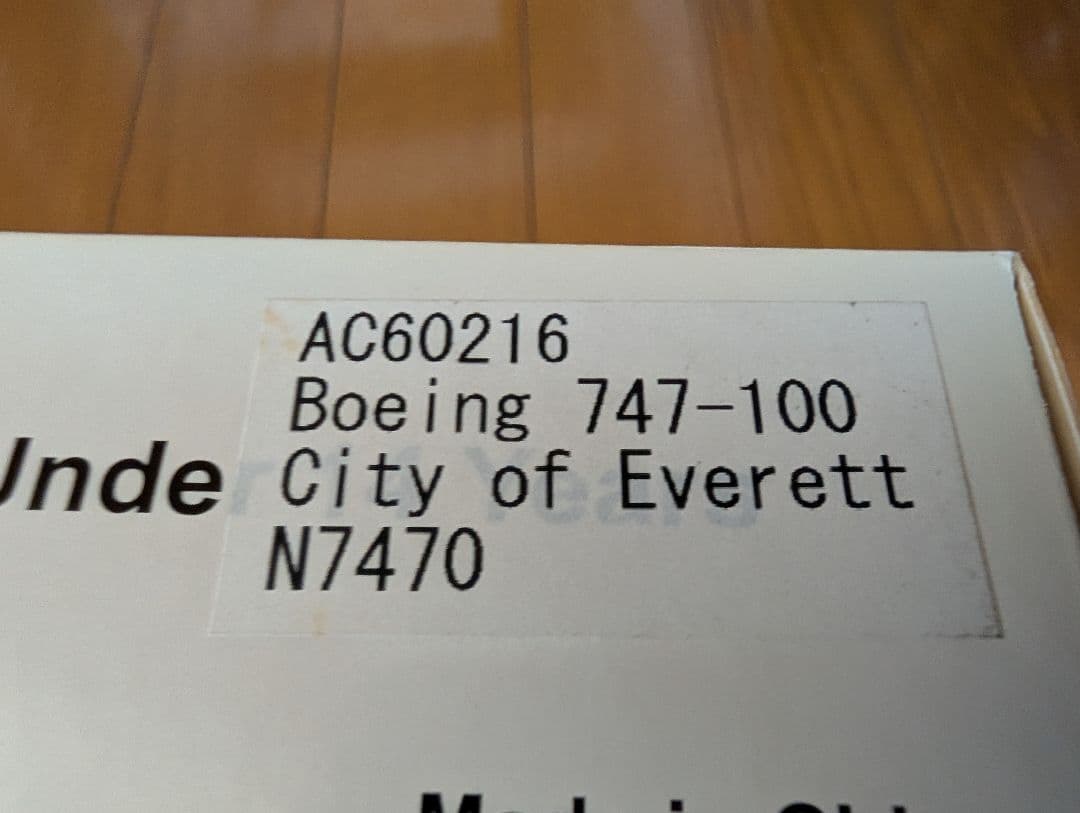 AC60216
Boeing 747-100
Unde City of Everett
N7470